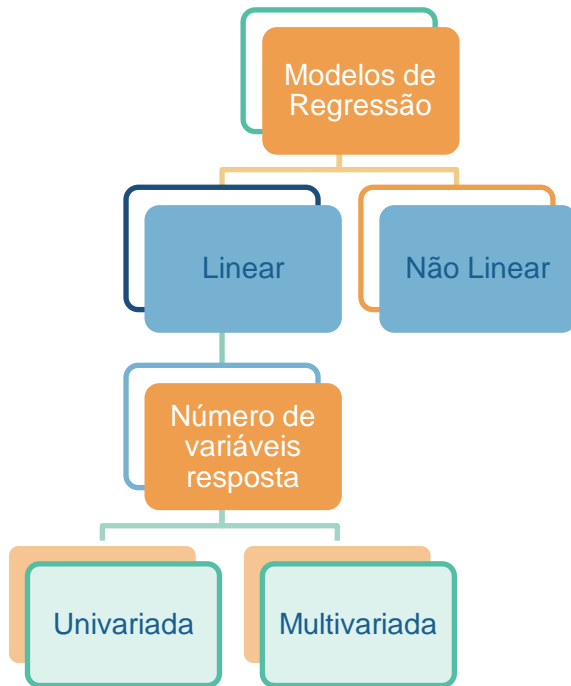 Modelos de
Regressão
Linear
Não Linear
Número de
variáveis
resposta
Univariada
Multivariada